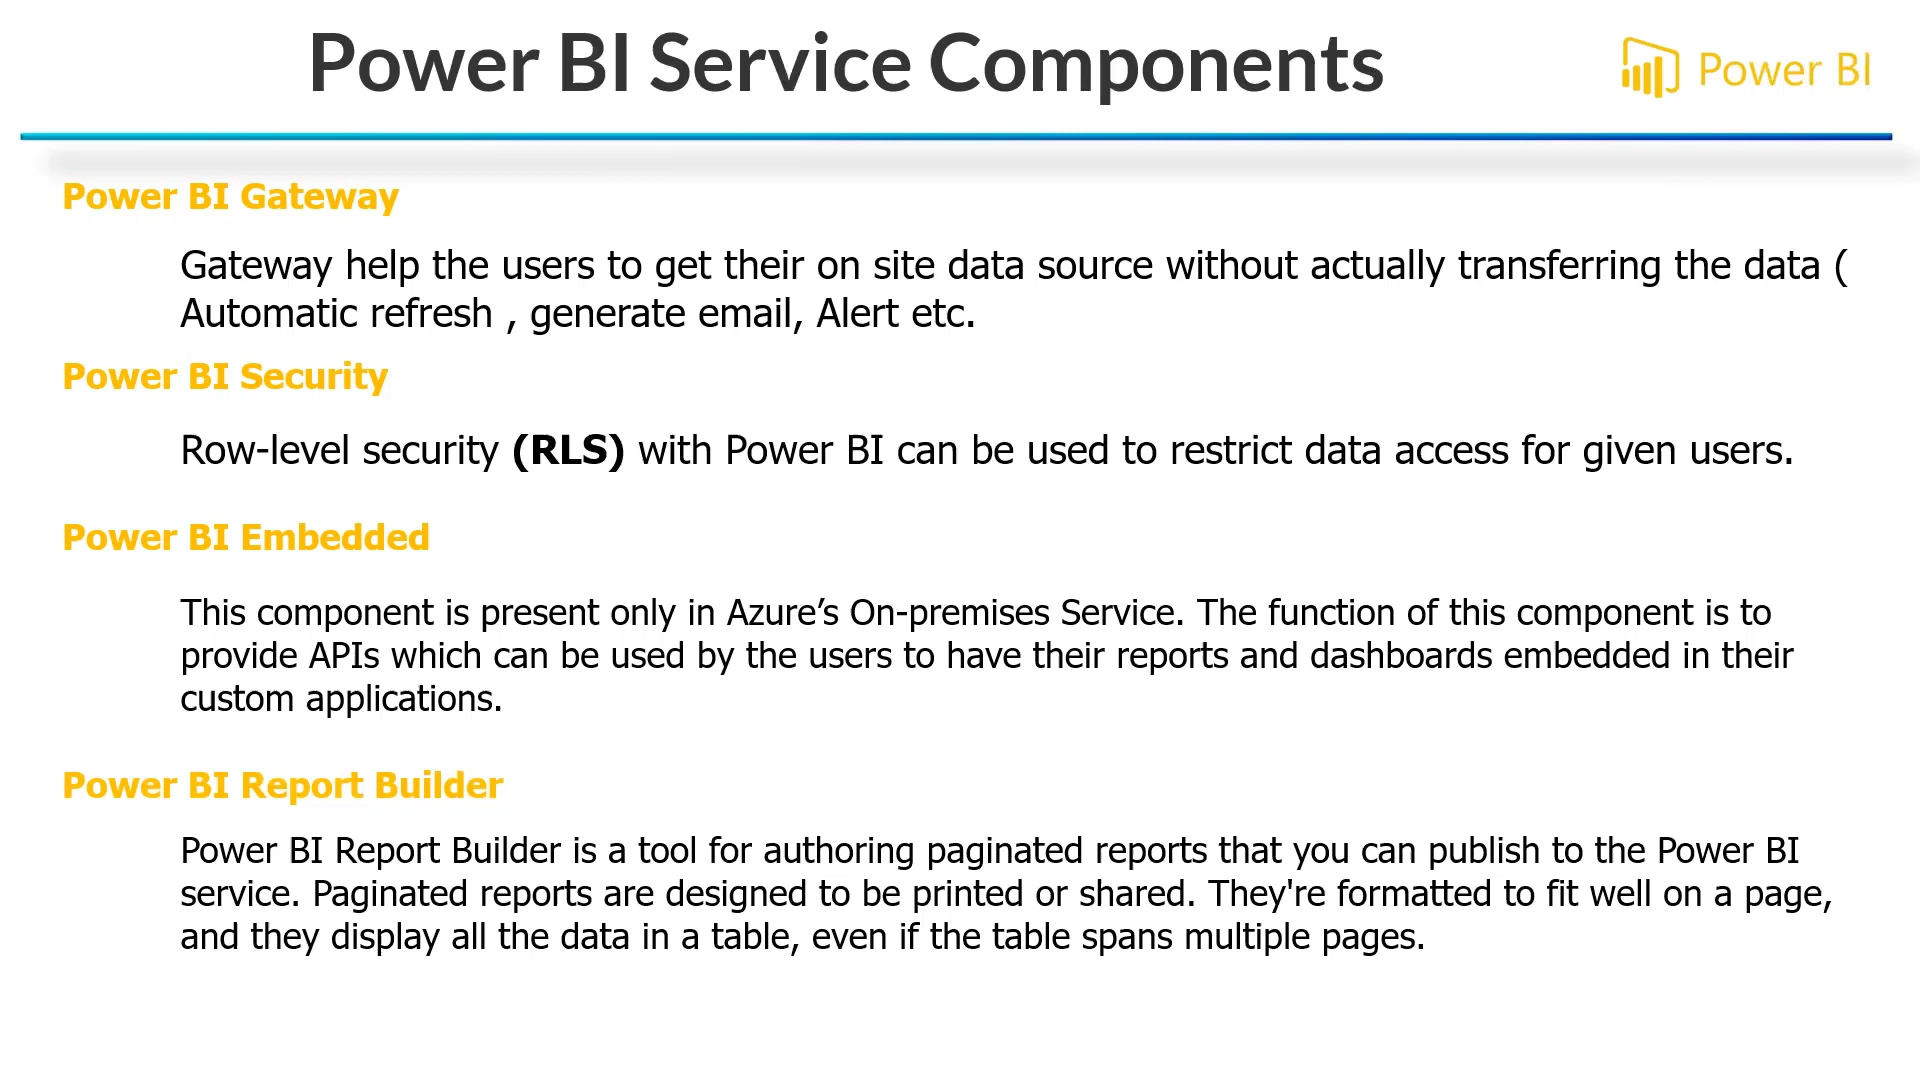 Power BI Service Components
Power BI
Power BI Gateway
Gateway help the users to get their on site data source without actually transferring the data (
Automatic refresh , generate email, Alert etc.
Power BI Security
Row-level security (RLS) with Power BI can be used to restrict data access for given users.
Power BI Embedded
This component is present only in Azure’s On-premises Service. The function of this component is to
provide APIs which can be used by the users to have their reports and dashboards embedded in their
custom applications.
Power BI Report Builder
Power BI Report Builder is a tool for authoring paginated reports that you can publish to the Power BI
service. Paginated reports are designed to be printed or shared. They're formatted to fit well on a page,
and they display all the data in a table, even if the table spans multiple pages.